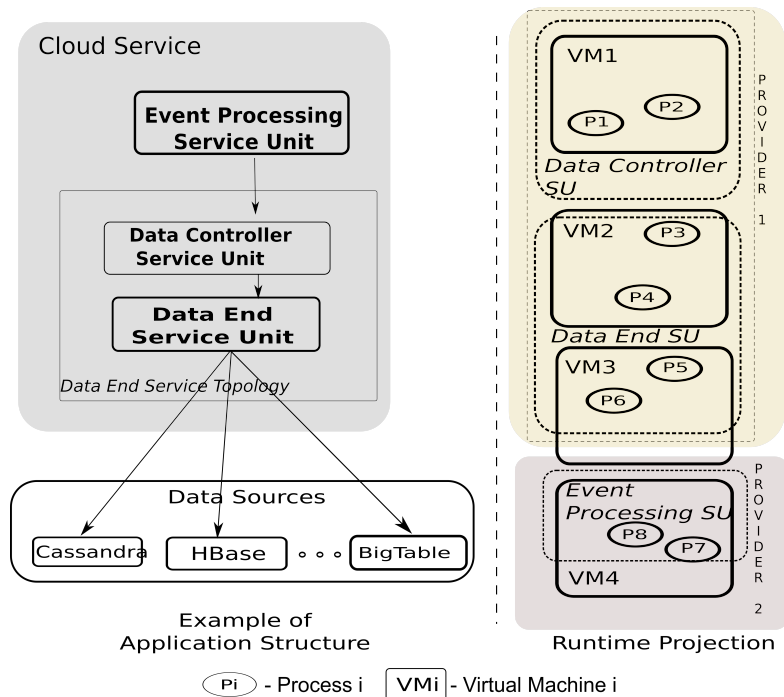 Cloud Service
Event Processing
Service Unit
Data Controller
Service Unit
Data End
Service Unit
Data End Service Topology
Data Sources
Cassandra
HBase
BigTable
Example of
Application Structure
VM1
P1
P2
Data Controller
SU
VM2
P3
P4
Data End SU
VM3
P5
P6
PROVIDER 1
Event
Processing SU
P8
P7
VM4
PROVIDER 2
Runtime Projection
Pi - Process i
VMi - Virtual Machine i